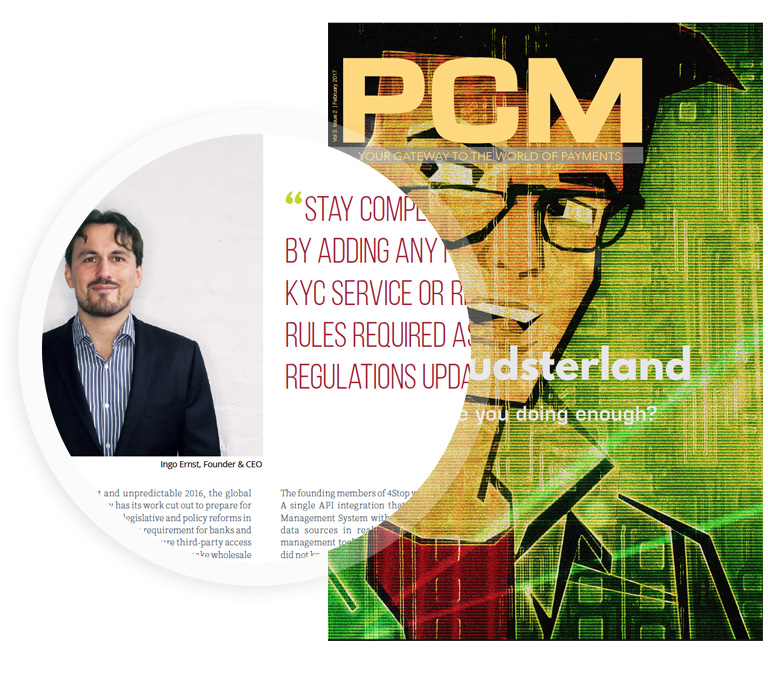 Vol 3. Issue 2 | February 2017
PCM
YOUR GATEWAY TO THE WORLD OF PAYMENTS
“STAY COMPL
BY ADDING ANY
KYC SERVICE OR
RULES REQUIRED AS
REGULATIONS UPDA
udsterland
e you doing enough?
Ingo Ernst, Founder & CEO
t and unpredictable 2016, the global
y has its work cut out to prepare for
legislative and policy reforms in
requirement for banks and
ure third-party access
ake wholesale
The founding members of 4Stop
A single API integration that
Management System with
data sources in real
management too
did not